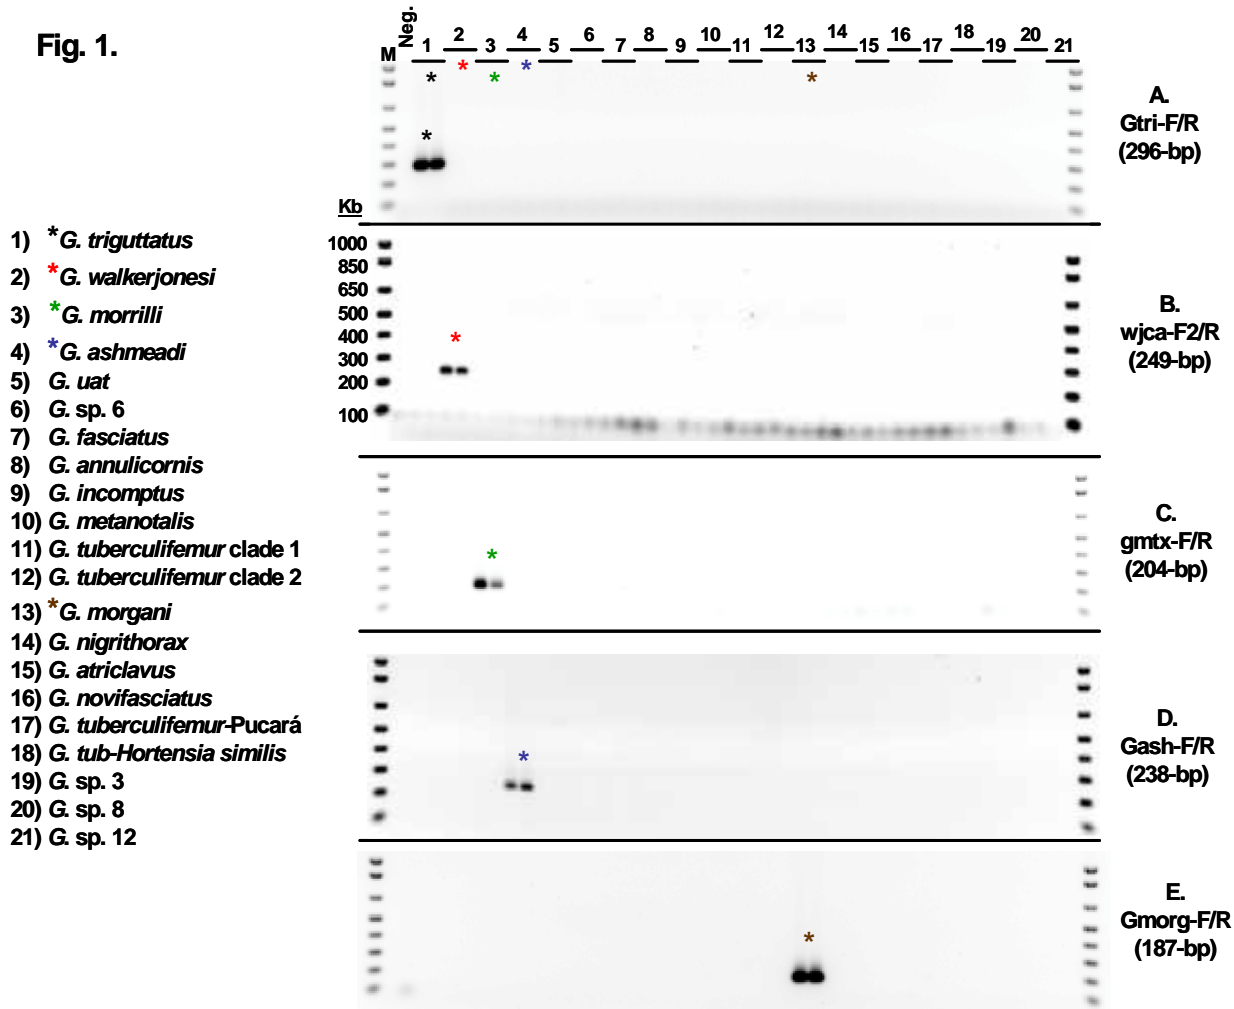 Fig. 1.
Neg.
M 1 2 3 4 5 6 7 8 9 10 11 12 13 14 15 16 17 18 19 20 21
* * * * *
*
A.
Gtri-F/R
(296-bp)
Kb
1000
850
650
500
400
300
200
100
*
B.
wjca-F2/R
(249-bp)
*
C.
gmtx-F/R
(204-bp)
*
D.
Gash-F/R
(238-bp)
*
E.
Gmorg-F/R
(187-bp)
1) *G. triguttatus
2) *G. walkerjonesi
3) *G. morrilli
4) *G. ashmeadi
5) G. uat
6) G. sp. 6
7) G. fasciatus
8) G. annulicornis
9) G. incomptus
10) G. metanotalis
11) G. tuberculifemur clade 1
12) G. tuberculifemur clade 2
13) *G. morgani
14) G. nigrithorax
15) G. atriclavus
16) G. novifasciatus
17) G. tuberculifemur-Pucará
18) G. tub-Hortensia similis
19) G. sp. 3
20) G. sp. 8
21) G. sp. 12